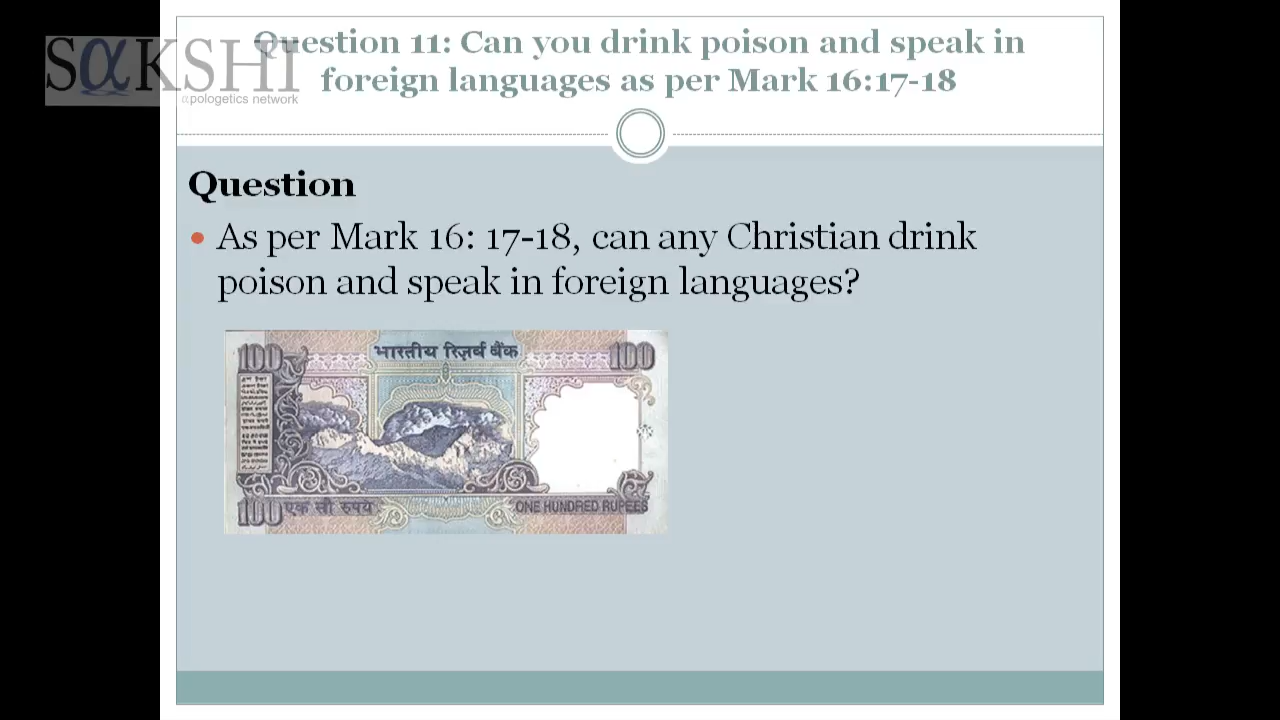 SαKSHI
αpologetics network
Question 11: Can you drink poison and speak in
foreign languages as per Mark 16:17-18
Question
• As per Mark 16: 17-18, can any Christian drink
poison and speak in foreign languages?
100 भारतीय रिज़र्व बैंक 100
100 एक सौ रुपये ONE HUNDRED RUPEES